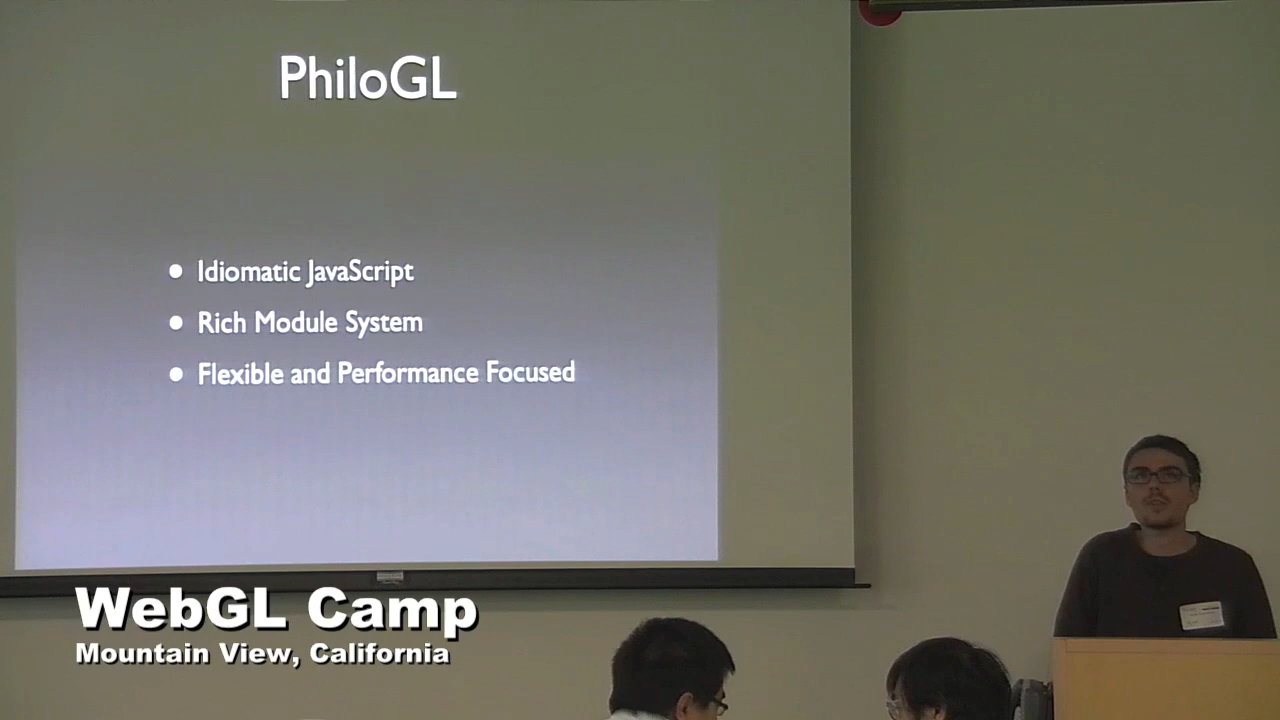 PhiloGL
• Idiomatic JavaScript
• Rich Module System
• Flexible and Performance Focused
WebGL Camp
Mountain View, California